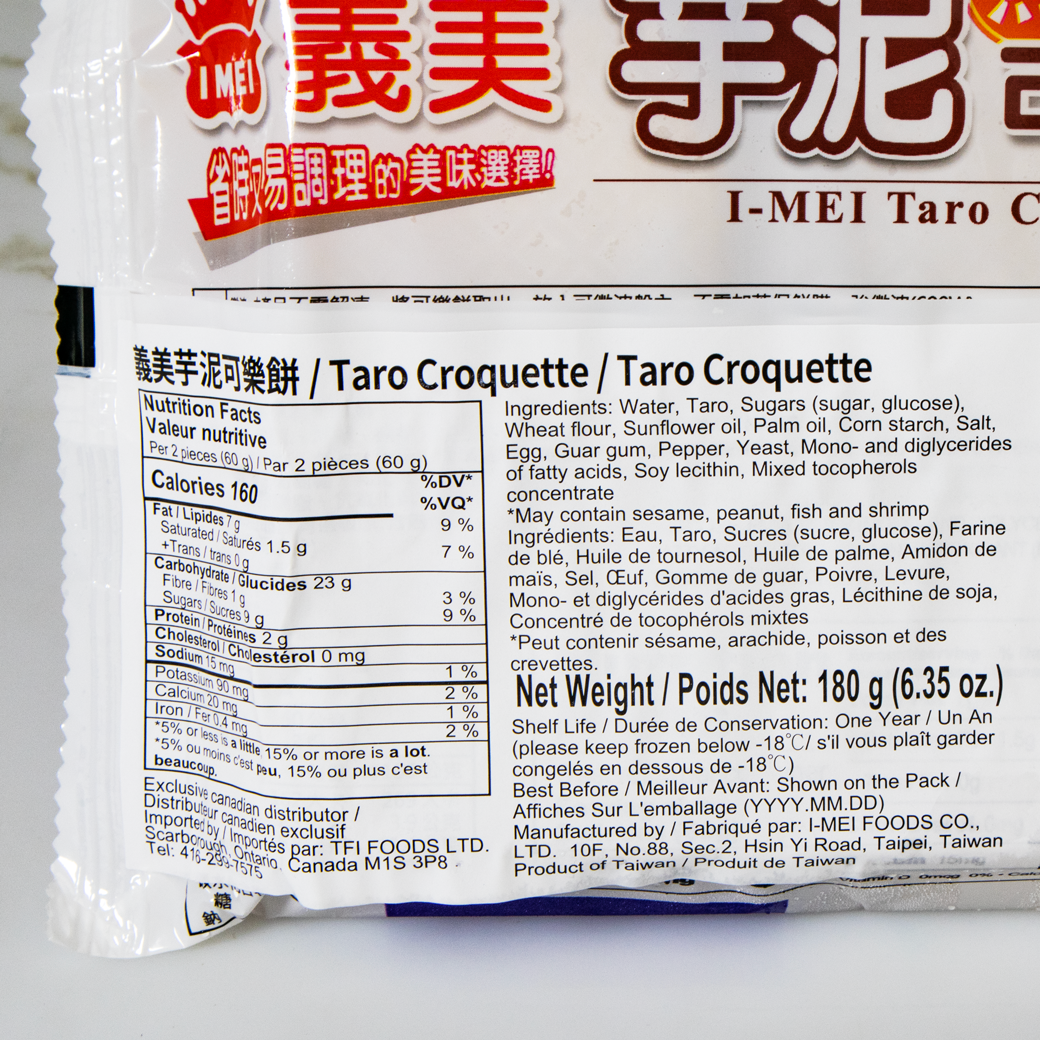 I MEI
義美 芋泥
省時又易調理的美味選擇!!
I-MEI Taro C
義美芋泥可樂餅 / Taro Croquette / Taro Croquette
Nutrition Facts
Valeur nutritive
Per 2 pieces (60 g) / Par 2 pièces (60 g)
Calories 160
%DV*
%VQ*
Fat / Lipides 7 g 9 %
Saturated / Saturés 1.5 g
+Trans / trans 0 g 7 %
Carbohydrate / Glucides 23 g
Fibre / Fibres 1 g 3 %
Sugars / Sucres 9 g 9 %
Protein / Protéines 2 g
Cholesterol / Cholestérol 0 mg
Sodium 15 mg 1 %
Potassium 90 mg 2 %
Calcium 20 mg 1 %
Iron / Fer 0.4 mg 2 %
*5% or less is a little, 15% or more is a lot.
*5% ou moins c'est peu, 15% ou plus c'est
beaucoup.
Exclusive canadian distributor /
Distributeur canadien exclusif
Imported by / Importés par: TFI FOODS LTD.
Scarborough, Ontario, Canada M1S 3P8
Tel: 416-299-7575
Ingredients: Water, Taro, Sugars (sugar, glucose),
Wheat flour, Sunflower oil, Palm oil, Corn starch, Salt,
Egg, Guar gum, Pepper, Yeast, Mono- and diglycerides
of fatty acids, Soy lecithin, Mixed tocopherols
concentrate
*May contain sesame, peanut, fish and shrimp
Ingrédients: Eau, Taro, Sucres (sucre, glucose), Farine
de blé, Huile de tournesol, Huile de palme, Amidon de
maïs, Sel, Œuf, Gomme de guar, Poivre, Levure,
Mono- et diglycérides d'acides gras, Lécithine de soja,
Concentré de tocophérols mixtes
*Peut contenir sésame, arachide, poisson et des
crevettes.
Net Weight / Poids Net: 180 g (6.35 oz.)
Shelf Life / Durée de Conservation: One Year / Un An
(please keep frozen below -18℃/ s'il vous plaît garder
congelés en dessous de -18℃)
Best Before / Meilleur Avant: Shown on the Pack /
Affiches Sur L'emballage (YYYY.MM.DD)
Manufactured by / Fabriqué par: I-MEI FOODS CO.,
LTD. 10F, No.88, Sec.2, Hsin Yi Road, Taipei, Taiwan
Product of Taiwan / Produit de Taiwan
糖
鈉